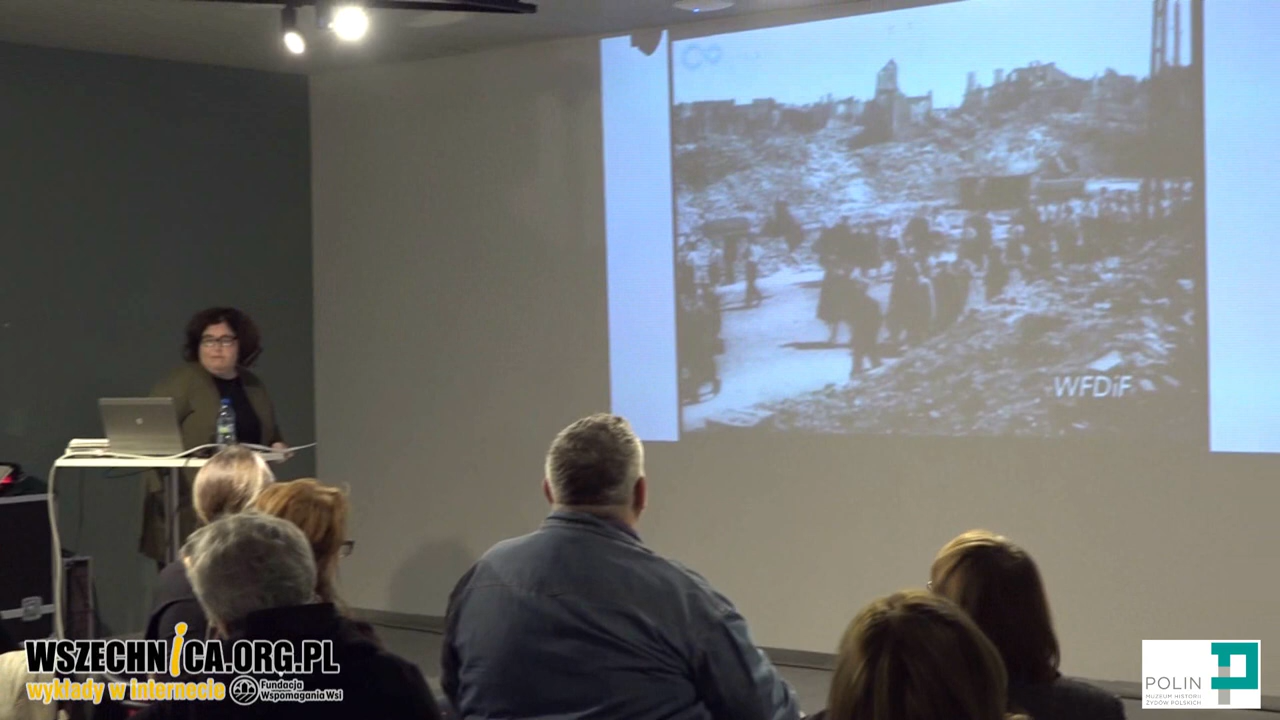 WFDiF
WSZECHNICA.ORG.PL
wykłady w internecie
Fundacja
Wspomagania Wsi
POLIN
MUZEUM HISTORII
ŻYDÓW POLSKICH